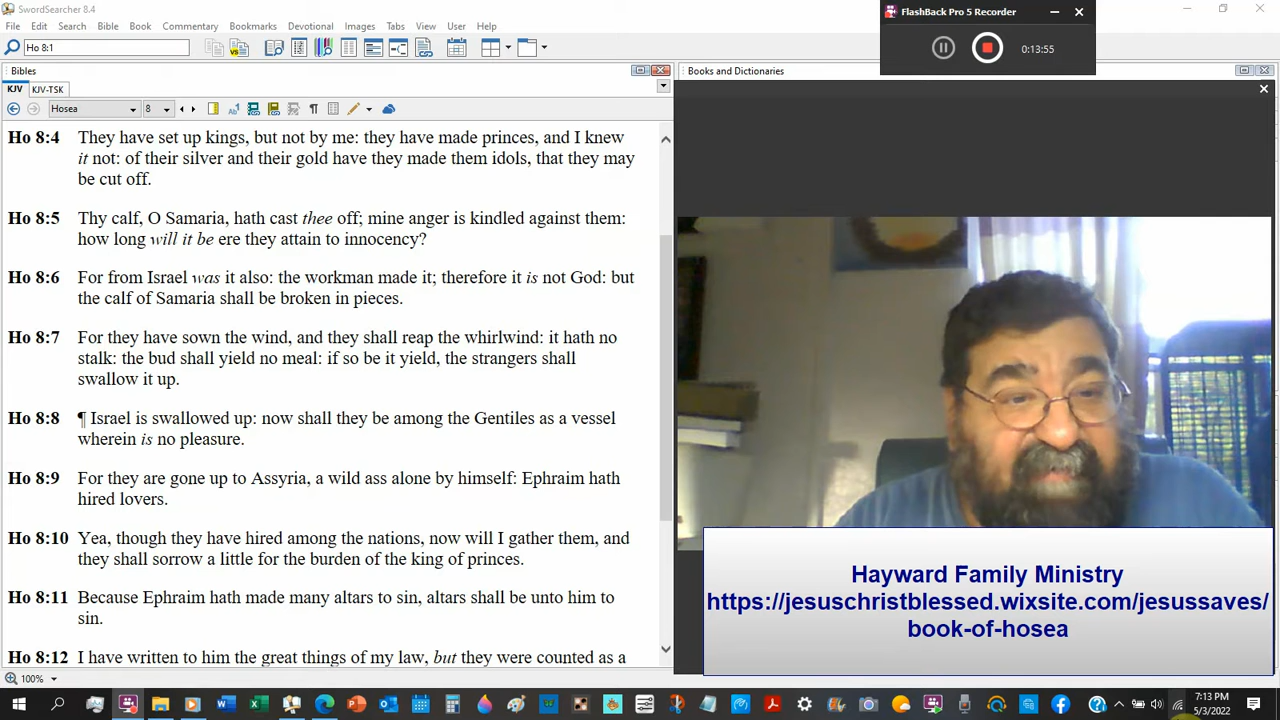 SwordSearcher 8.4
File Edit Search Bible Book Commentary Bookmarks Devotional Images Tabs View User Help
Ho 8:1
FlashBack Pro 5 Recorder
0:13:55
Bibles
KJV KJV-TSK
Hosea 8
Ho 8:4 They have set up kings, but not by me: they have made princes, and I knew
it not: of their silver and their gold have they made them idols, that they may
be cut off.
Ho 8:5 Thy calf, O Samaria, hath cast thee off; mine anger is kindled against them:
how long will it be ere they attain to innocency?
Ho 8:6 For from Israel was it also: the workman made it; therefore it is not God: but
the calf of Samaria shall be broken in pieces.
Ho 8:7 For they have sown the wind, and they shall reap the whirlwind: it hath no
stalk: the bud shall yield no meal: if so be it yield, the strangers shall
swallow it up.
Ho 8:8 ¶ Israel is swallowed up: now shall they be among the Gentiles as a vessel
wherein is no pleasure.
Ho 8:9 For they are gone up to Assyria, a wild ass alone by himself: Ephraim hath
hired lovers.
Ho 8:10 Yea, though they have hired among the nations, now will I gather them, and
they shall sorrow a little for the burden of the king of princes.
Ho 8:11 Because Ephraim hath made many altars to sin, altars shall be unto him to
sin.
Ho 8:12 I have written to him the great things of my law, but they were counted as a
100%
Books and Dictionaries
Hayward Family Ministry
https://jesuschristblessed.wixsite.com/jesussaves/
book-of-hosea
7:13 PM
5/3/2022